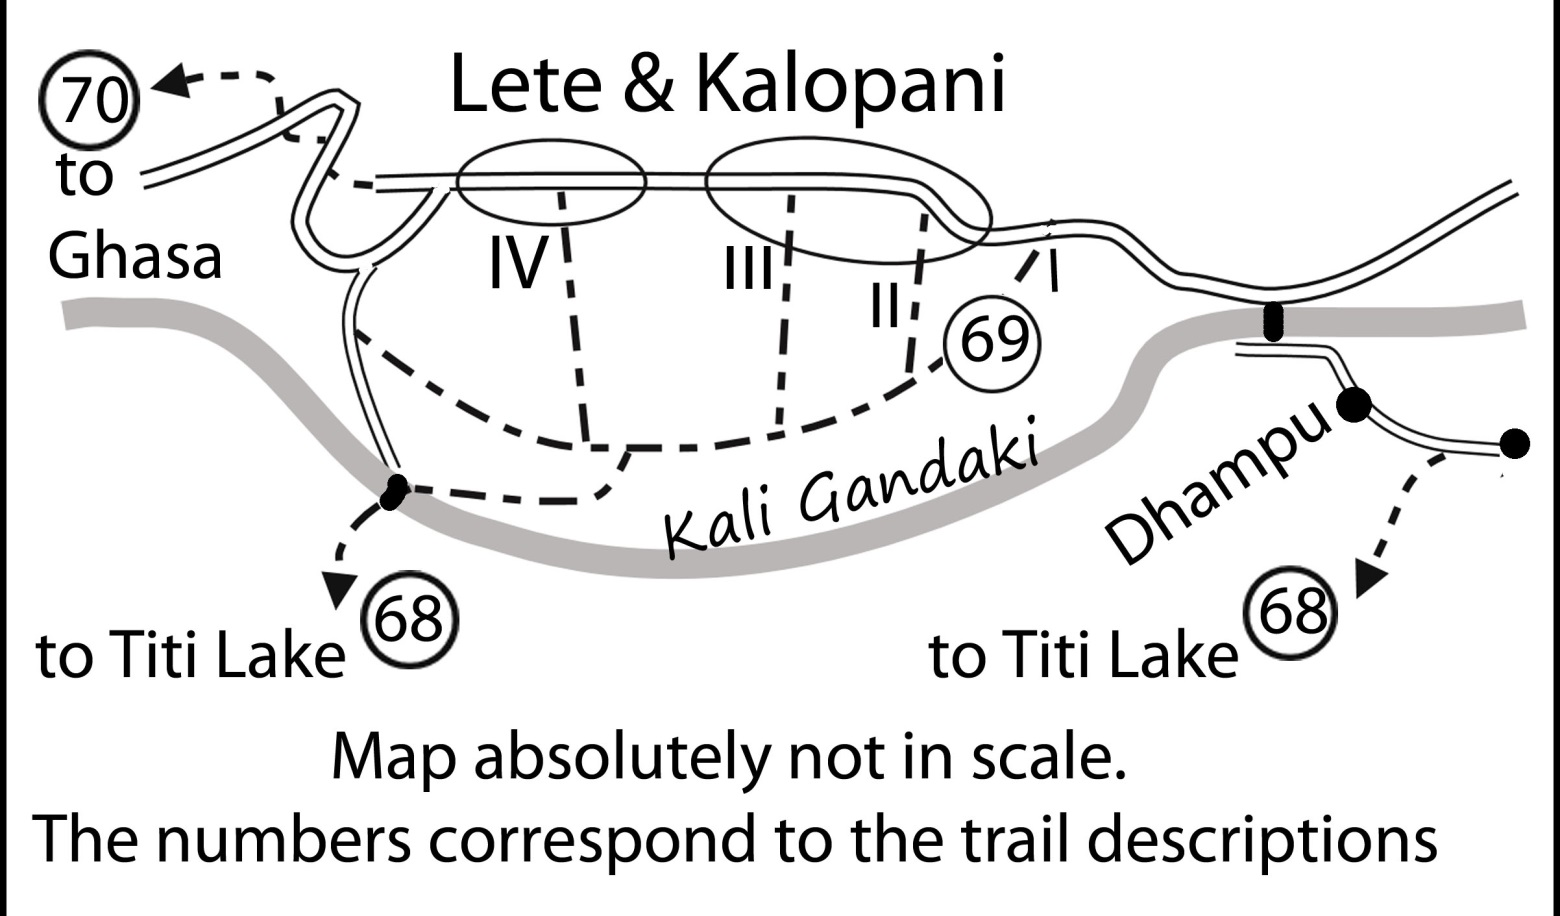 Lete & Kalopani
70
to
Ghasa
IV
III
II
I
69
Kali Gandaki
Dhampu
68
to Titi Lake
68
to Titi Lake
Map absolutely not in scale.
The numbers correspond to the trail descriptions